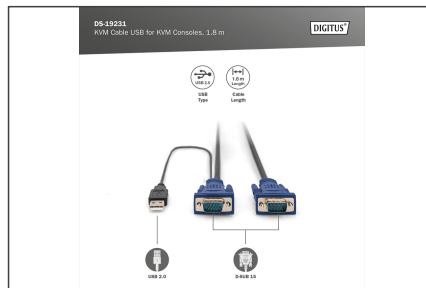 DS-19231
KVM Cable USB for KVM Consoles, 1.8 m
DIGITUS®
USB 2.0
1.8 m
Length
USB
Type
Cable
Length
USB 2.0
D-SUB 15